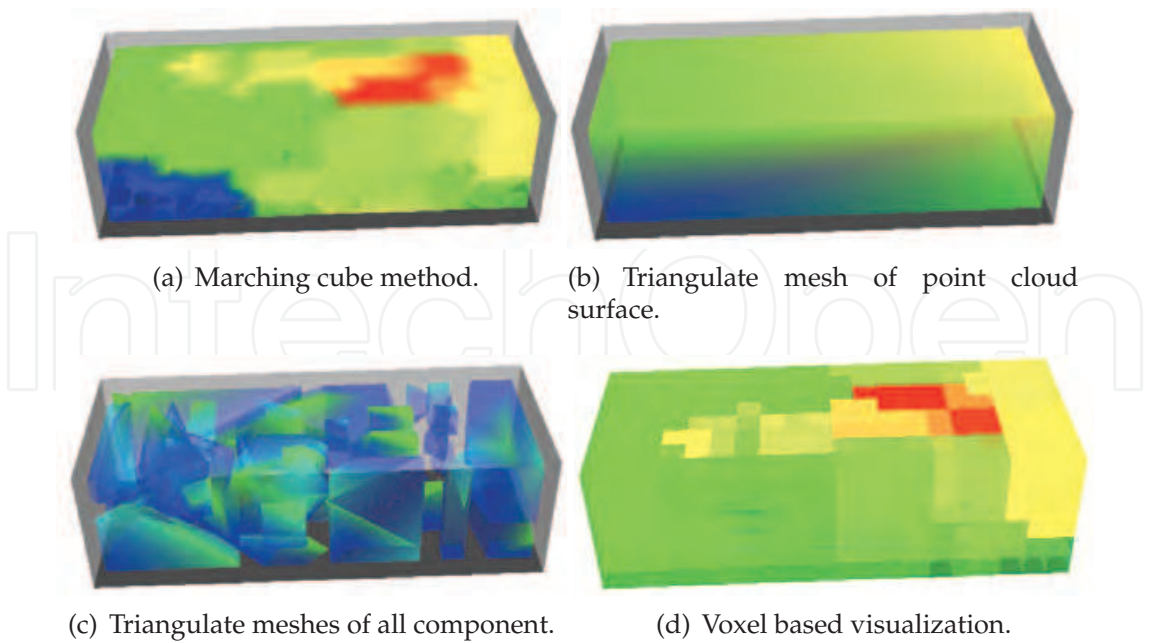 (a) Marching cube method.
(b) Triangulate mesh of point cloud
surface.
IntechOpen
(c) Triangulate meshes of all component.
(d) Voxel based visualization.